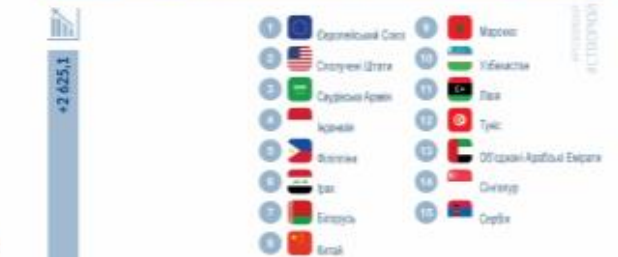 +2 625,1
1 Європейський Союз
2 Сполучені Штати
3 Саудівська Аравія
4 Індонезія
5 Філіппіни
6 Ірак
7 Білорусь
8 Китай
9 Марокко
10 Узбекистан
11 Лівія
12 Туніс
13 Об'єднані Арабські Емірати
14 Сінгапур
15 Сербія